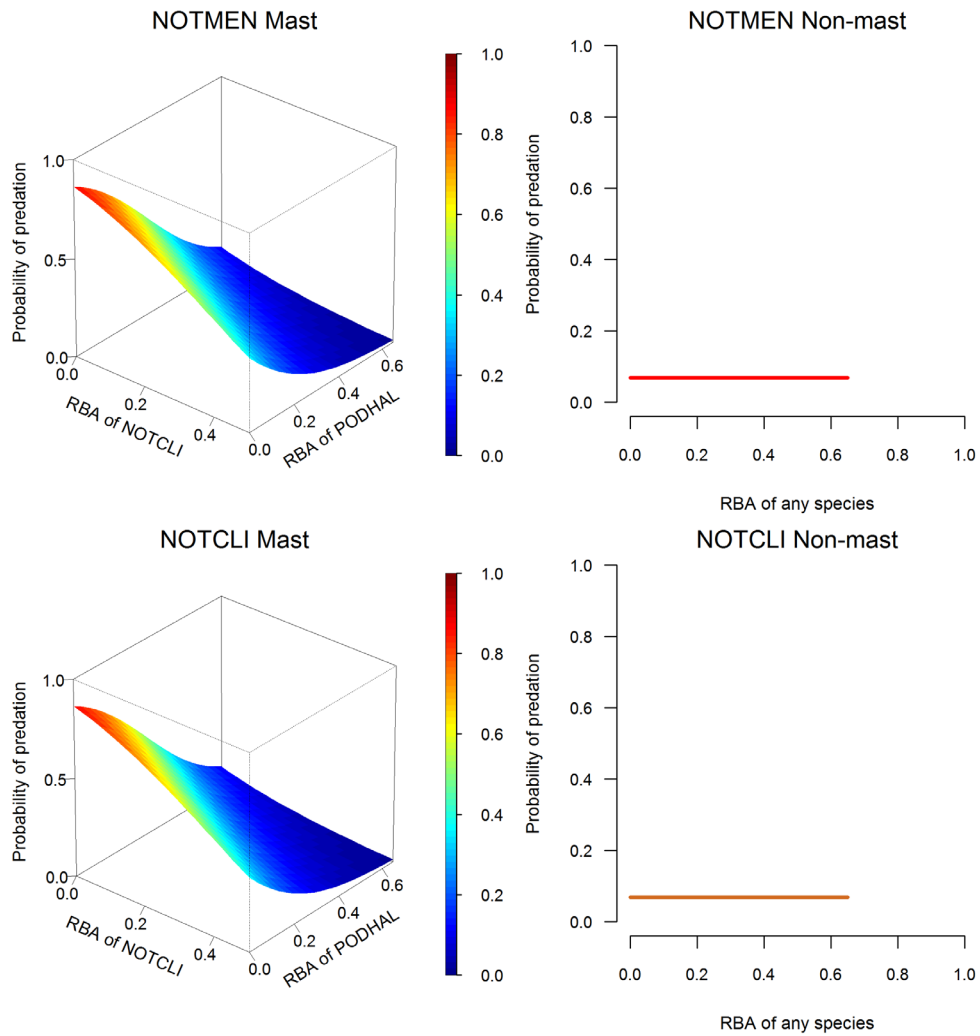 NOTMEN Mast
NOTMEN Non-mast
Probability of predation
1.0
0.5
0.0
0.0
0.2
0.4
RBA of NOTCLI
0.0
0.2
0.4
0.6
RBA of PODHAL
1.0
0.8
0.6
0.4
0.2
0.0
Probability of predation
1.0
0.8
0.6
0.4
0.2
0.0
0.0 0.2 0.4 0.6 0.8 1.0
RBA of any species
NOTCLI Mast
NOTCLI Non-mast
Probability of predation
1.0
0.5
0.0
0.0
0.2
0.4
RBA of NOTCLI
0.0
0.2
0.4
0.6
RBA of PODHAL
1.0
0.8
0.6
0.4
0.2
0.0
Probability of predation
1.0
0.8
0.6
0.4
0.2
0.0
0.0 0.2 0.4 0.6 0.8 1.0
RBA of any species